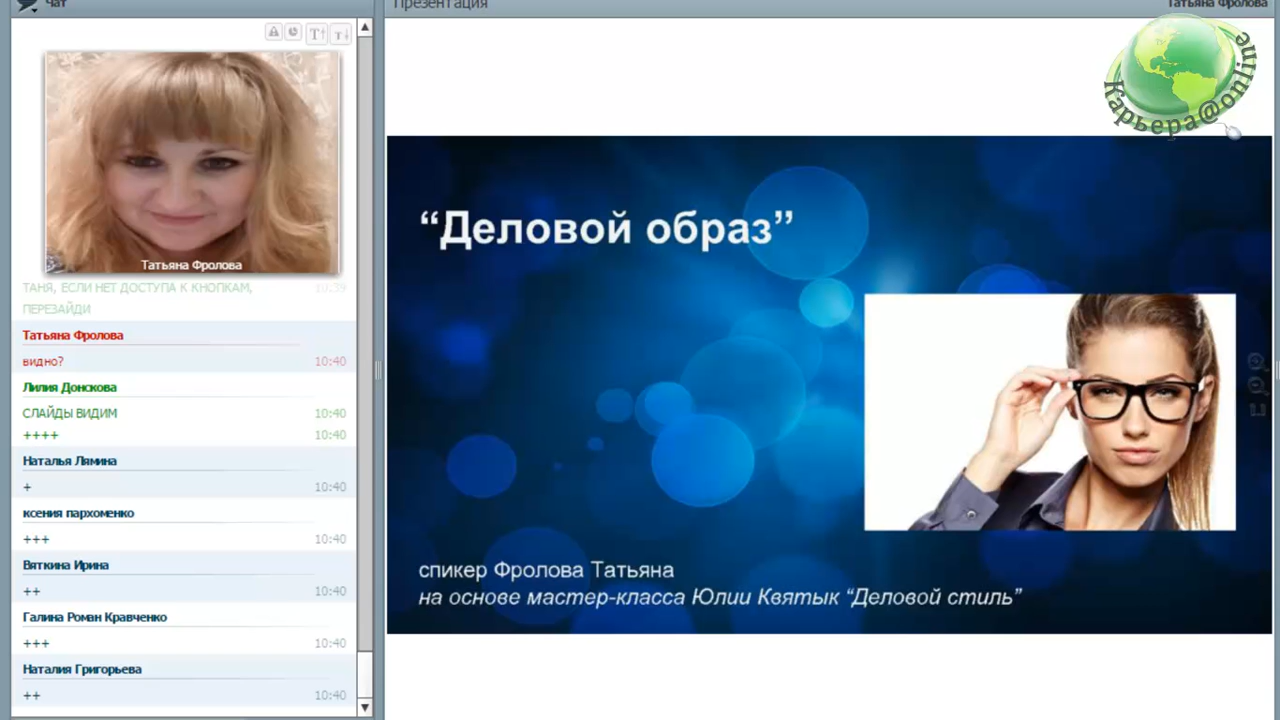 Чат
Презентация
Татьяна Фролова
Карьера@online
T T
Татьяна Фролова
ТАНЯ, ЕСЛИ НЕТ ДОСТУПА К КНОПКАМ, 10:39
ПЕРЕЗАЙДИ
Татьяна Фролова
видно? 10:40
Лилия Донскова
СЛАЙДЫ ВИДИМ 10:40
++++ 10:40
Наталья Лямина
+ 10:40
ксения пархоменко
+++ 10:40
Вяткина Ирина
++ 10:40
Галина Роман Кравченко
+++ 10:40
Наталия Григорьева
++ 10:40
“Деловой образ”
спикер Фролова Татьяна
на основе мастер-класса Юлии Квятык “Деловой стиль”